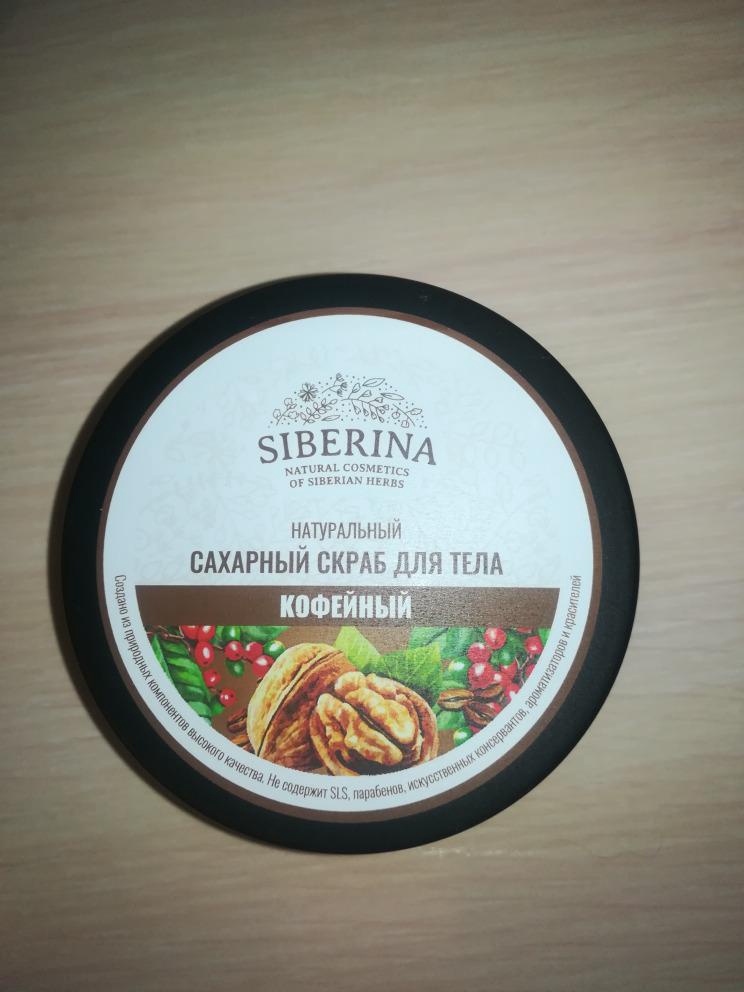 SIBERINA
NATURAL COSMETICS
OF SIBERIAN HERBS
НАТУРАЛЬНЫЙ
САХАРНЫЙ СКРАБ ДЛЯ ТЕЛА
КОФЕЙНЫЙ
Создано из природных компонентов высокого качества. Не содержит SLS, парабенов, искусственных консервантов, ароматизаторов и красителей